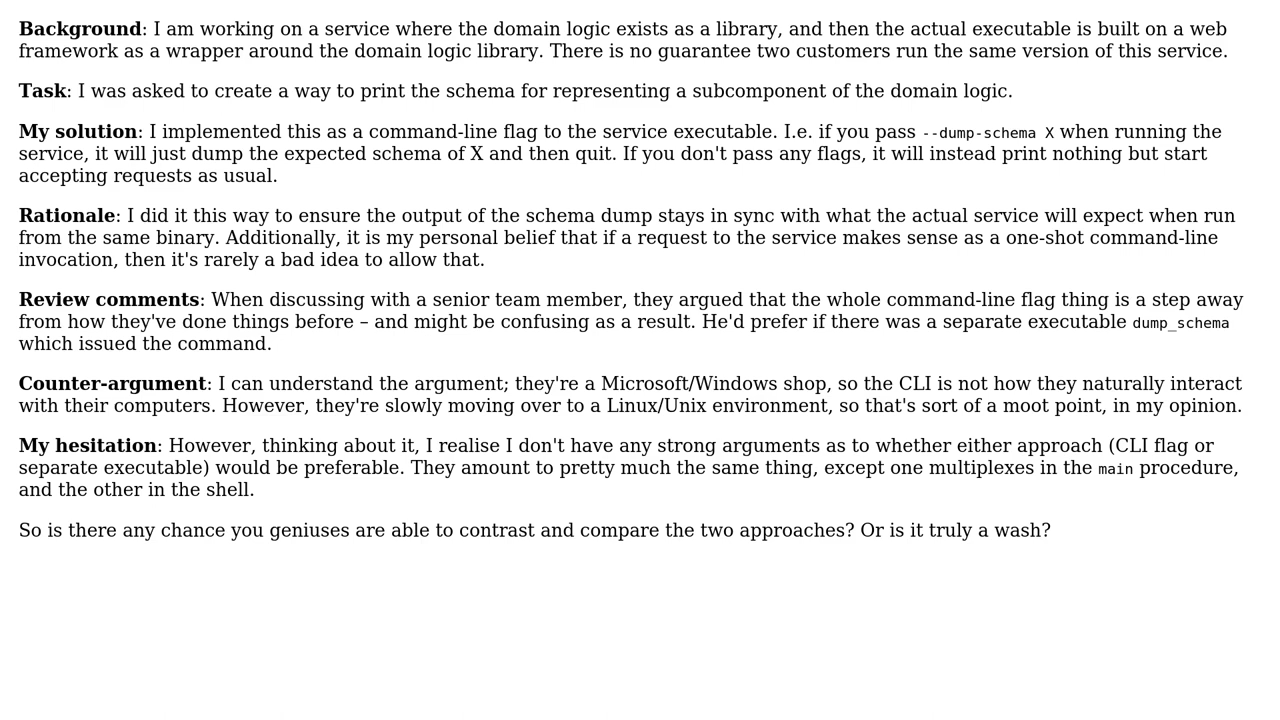 Background: I am working on a service where the domain logic exists as a library, and then the actual executable is built on a web
framework as a wrapper around the domain logic library. There is no guarantee two customers run the same version of this service.
Task: I was asked to create a way to print the schema for representing a subcomponent of the domain logic.
My solution: I implemented this as a command-line flag to the service executable. I.e. if you pass --dump-schema X when running the
service, it will just dump the expected schema of X and then quit. If you don't pass any flags, it will instead print nothing but start
accepting requests as usual.
Rationale: I did it this way to ensure the output of the schema dump stays in sync with what the actual service will expect when run
from the same binary. Additionally, it is my personal belief that if a request to the service makes sense as a one-shot command-line
invocation, then it's rarely a bad idea to allow that.
Review comments: When discussing with a senior team member, they argued that the whole command-line flag thing is a step away
from how they've done things before – and might be confusing as a result. He'd prefer if there was a separate executable dump_schema
which issued the command.
Counter-argument: I can understand the argument; they're a Microsoft/Windows shop, so the CLI is not how they naturally interact
with their computers. However, they're slowly moving over to a Linux/Unix environment, so that's sort of a moot point, in my opinion.
My hesitation: However, thinking about it, I realise I don't have any strong arguments as to whether either approach (CLI flag or
separate executable) would be preferable. They amount to pretty much the same thing, except one multiplexes in the main procedure,
and the other in the shell.
So is there any chance you geniuses are able to contrast and compare the two approaches? Or is it truly a wash?